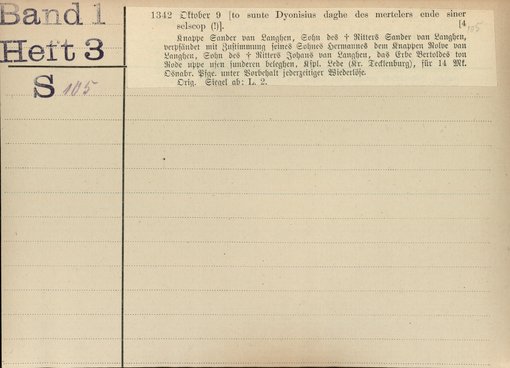 Band 1
Heft 3
S 105
1342 Oktober 9 [to sunte Dyonisius daghe des mertelers ende siner
selscop (!)]. [4
105
Knappe Sander van Langhen, Sohn des † Ritters Sander van Langhen,
verpfändet mit Zustimmung seines Sohnes Hermannes dem Knappen Rolve van
Langhen, Sohn des † Ritters Johans van Langhen, das Erbe Bertoldes ton
Rode uppe usen sunderen beleghen, Kspl. Lede (Kr. Tecklenburg), für 14 Mk.
Osnabr. Pfge. unter Vorbehalt jederzeitiger Wiederlöse.
Orig. Siegel ab: L. 2.